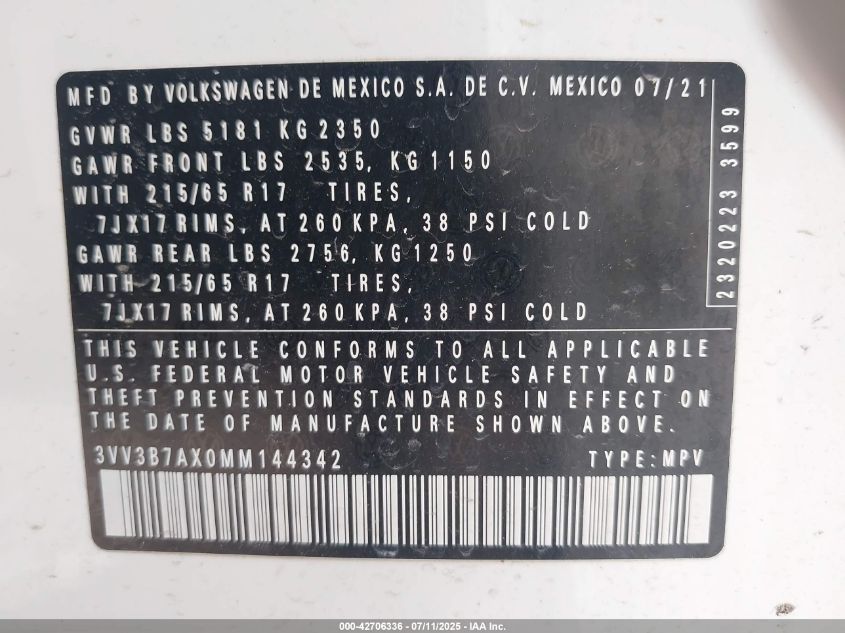 MFD BY VOLKSWAGEN DE MEXICO S.A. DE C.V. MEXICO 07/21
GVWR LBS 5181 KG 2350
GAWR FRONT LBS 2535, KG 1150
WITH 215/65 R17 TIRES,
7JX17 RIMS, AT 260 KPA, 38 PSI COLD
GAWR REAR LBS 2756, KG 1250
WITH 215/65 R17 TIRES,
7JX17 RIMS, AT 260 KPA, 38 PSI COLD
2320223 3599
THIS VEHICLE CONFORMS TO ALL APPLICABLE
U.S. FEDERAL MOTOR VEHICLE SAFETY AND
THEFT PREVENTION STANDARDS IN EFFECT ON
THE DATE OF MANUFACTURE SHOWN ABOVE.
3VV3B7AX0MM144342 TYPE: MPV
000-42706336 - 07/11/2025 - IAA Inc.